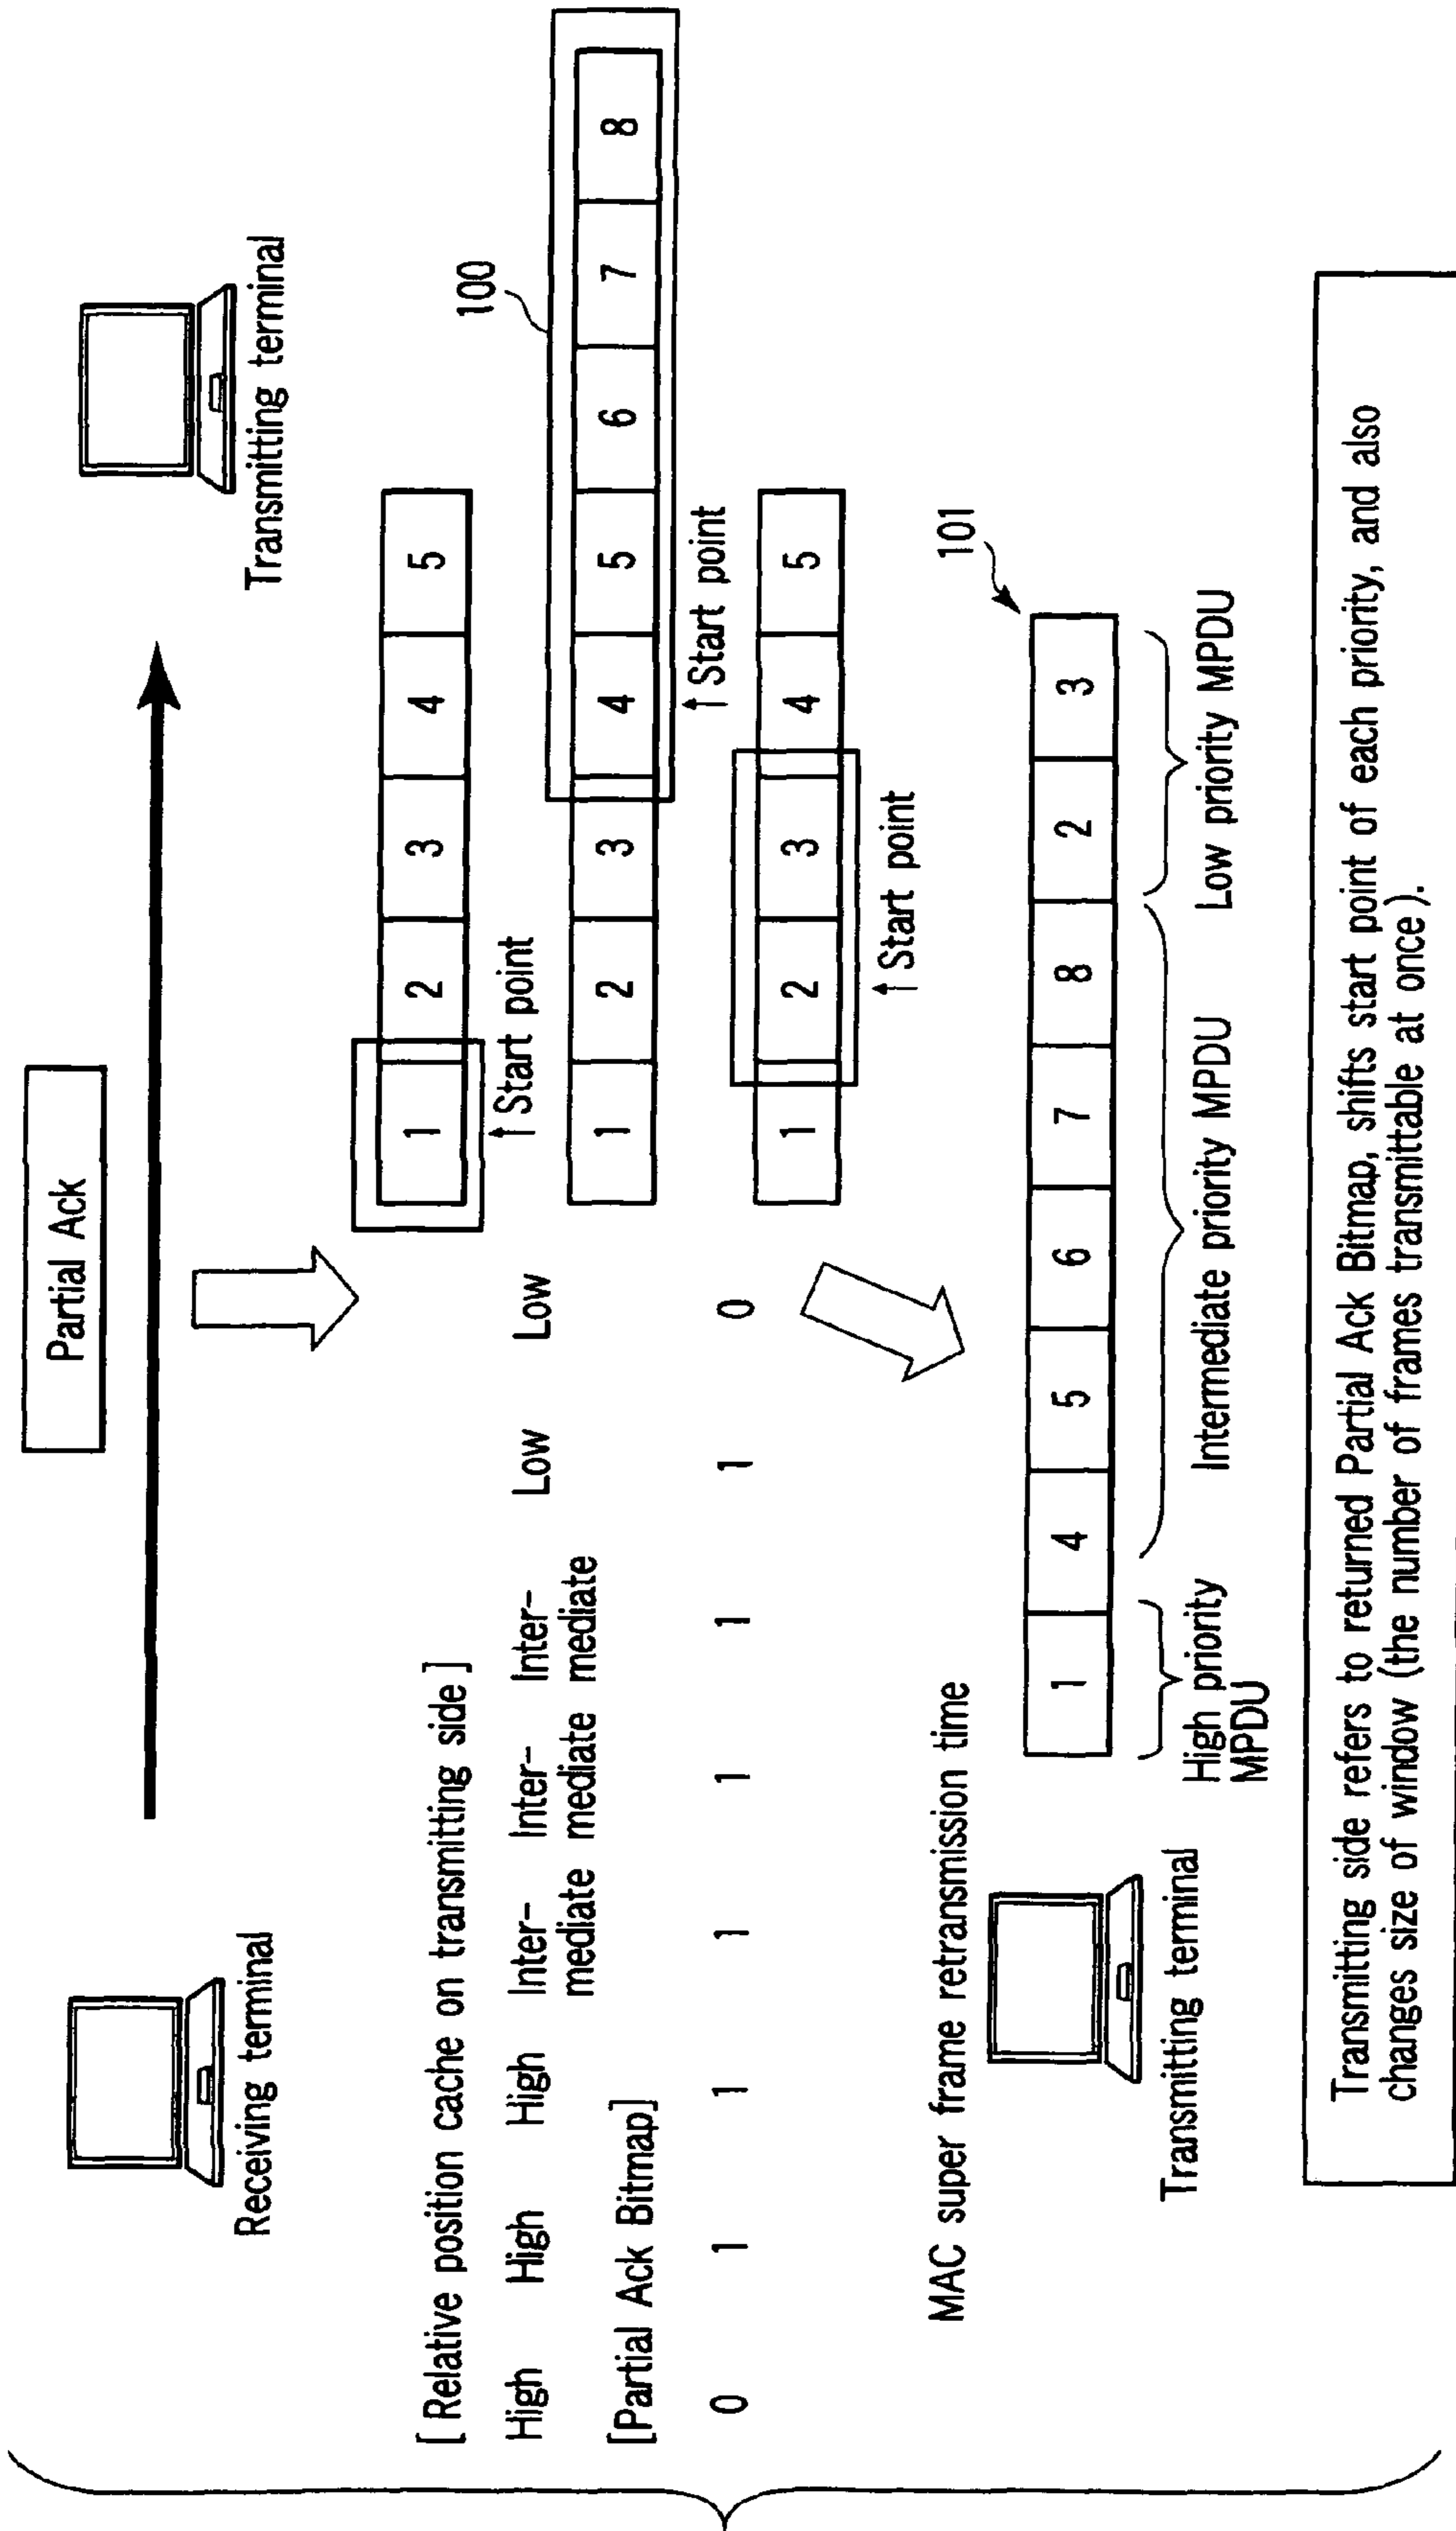 Partial Ack
Receiving terminal
Transmitting terminal
[ Relative position cache on transmitting side ]
High High High Inter- Inter- Inter- Low Low
mediate mediate mediate
[Partial Ack Bitmap]
0 1 1 1 1 1 1 0
1 2 3 4 5
↑ Start point
100
1 2 3 4 5 6 7 8
↑ Start point
1 2 3 4 5
↑ Start point
MAC super frame retransmission time
Transmitting terminal
101
1 4 5 6 7 8 2 3
High priority
MPDU
Intermediate priority MPDU
Low priority MPDU
Transmitting side refers to returned Partial Ack Bitmap, shifts start point of each priority, and also
changes size of window (the number of frames transmittable at once).